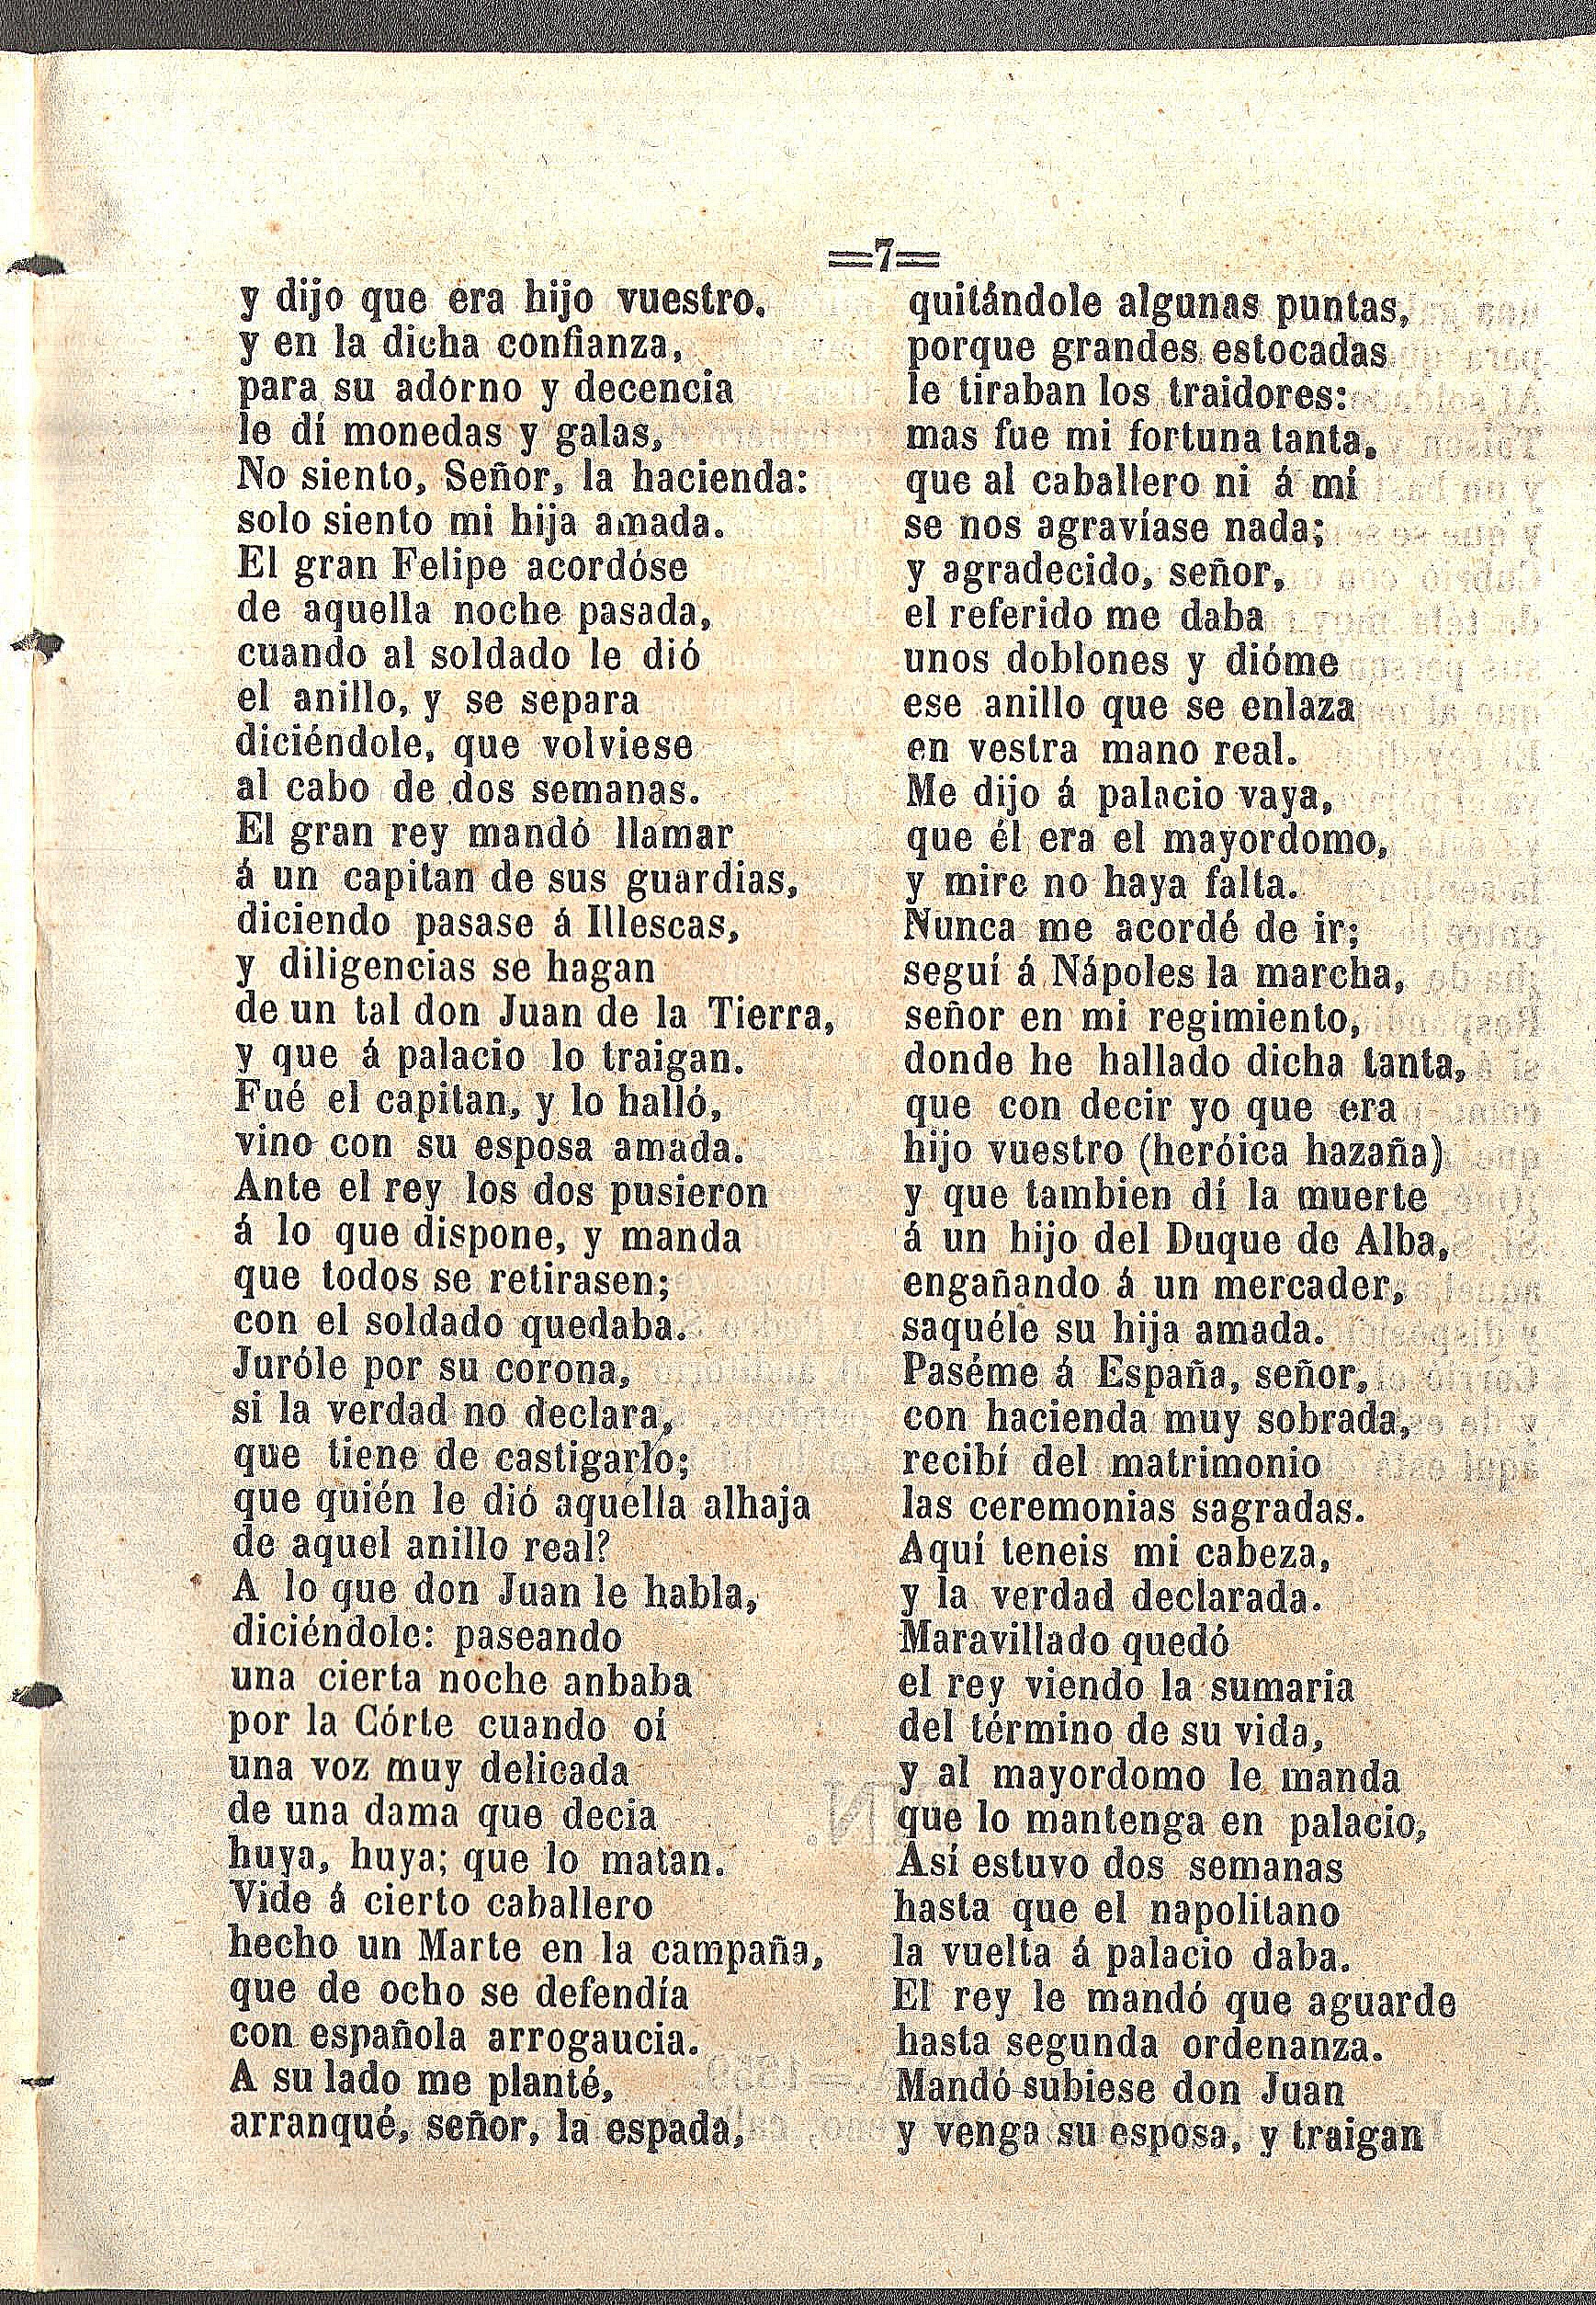 =7=
y dijo que era hijo vuestro.
y en la dicha confianza,
para su adorno y decencia
le dí monedas y galas,
No siento, Señor, la hacienda:
solo siento mi hija amada.
El gran Felipe acordóse
de aquella noche pasada,
cuando al soldado le dió
el anillo, y se separa
diciéndole, que volviese
al cabo de dos semanas.
El gran rey mandó llamar
á un capitan de sus guardias,
diciendo pasase á Illescas,
y diligencias se hagan
de un tal don Juan de la Tierra,
y que á palacio lo traigan.
Fué el capitan, y lo halló,
vino con su esposa amada.
Ante el rey los dos pusieron
á lo que dispone, y manda
que todos se retirasen;
con el soldado quedaba.
Juróle por su corona,
si la verdad no declara,
que tiene de castigarlo;
que quién le dió aquella alhaja
de aquel anillo real?
A lo que don Juan le habla,
diciéndole: paseando
una cierta noche anbaba
por la Córte cuando oí
una voz muy delicada
de una dama que decia
huya, huya; que lo matan.
Vide á cierto caballero
hecho un Marte en la campaña,
que de ocho se defendía
con española arrogaucia.
A su lado me planté,
arranqué, señor, la espada,
quitándole algunas puntas,
porque grandes estocadas
le tiraban los traidores:
mas fue mi fortuna tanta,
que al caballero ni á mí
se nos agravíase nada;
y agradecido, señor,
el referido me daba
unos doblones y dióme
ese anillo que se enlaza
en vestra mano real.
Me dijo á palacio vaya,
que él era el mayordomo,
y mire no haya falta.
Nunca me acordé de ir;
seguí á Nápoles la marcha,
señor en mi regimiento,
donde he hallado dicha tanta,
que con decir yo que era
hijo vuestro (heróica hazaña)
y que tambien dí la muerte
á un hijo del Duque de Alba,
engañando á un mercader,
saquéle su hija amada.
Paséme á España, señor,
con hacienda muy sobrada,
recibí del matrimonio
las ceremonias sagradas.
Aquí teneis mi cabeza,
y la verdad declarada.
Maravillado quedó
el rey viendo la sumaria
del término de su vida,
y al mayordomo le manda
que lo mantenga en palacio,
Así estuvo dos semanas
hasta que el napolitano
la vuelta á palacio daba.
El rey le mandó que aguarde
hasta segunda ordenanza.
Mandó subiese don Juan
y venga su esposa, y traigan